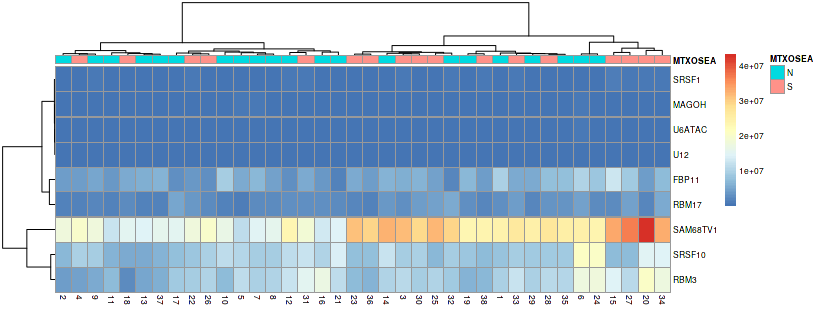 MTXOSEA
SRSF1
MAGOH
U6ATAC
U12
FBP11
RBM17
SAM68TV1
SRSF10
RBM3
2 4 9 11 18 13 37 17 22 26 10 5 7 8 12 31 16 21 23 36 14 3 30 25 32 19 38 1 33 29 28 35 6 24 15 27 20 34
4e+07
3e+07
2e+07
1e+07
MTXOSEA
N
S